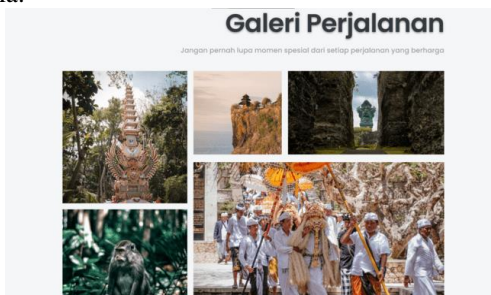 Galeri Perjalanan
Jangan pernah lupa momen spesial dari setiap perjalanan yang berharga